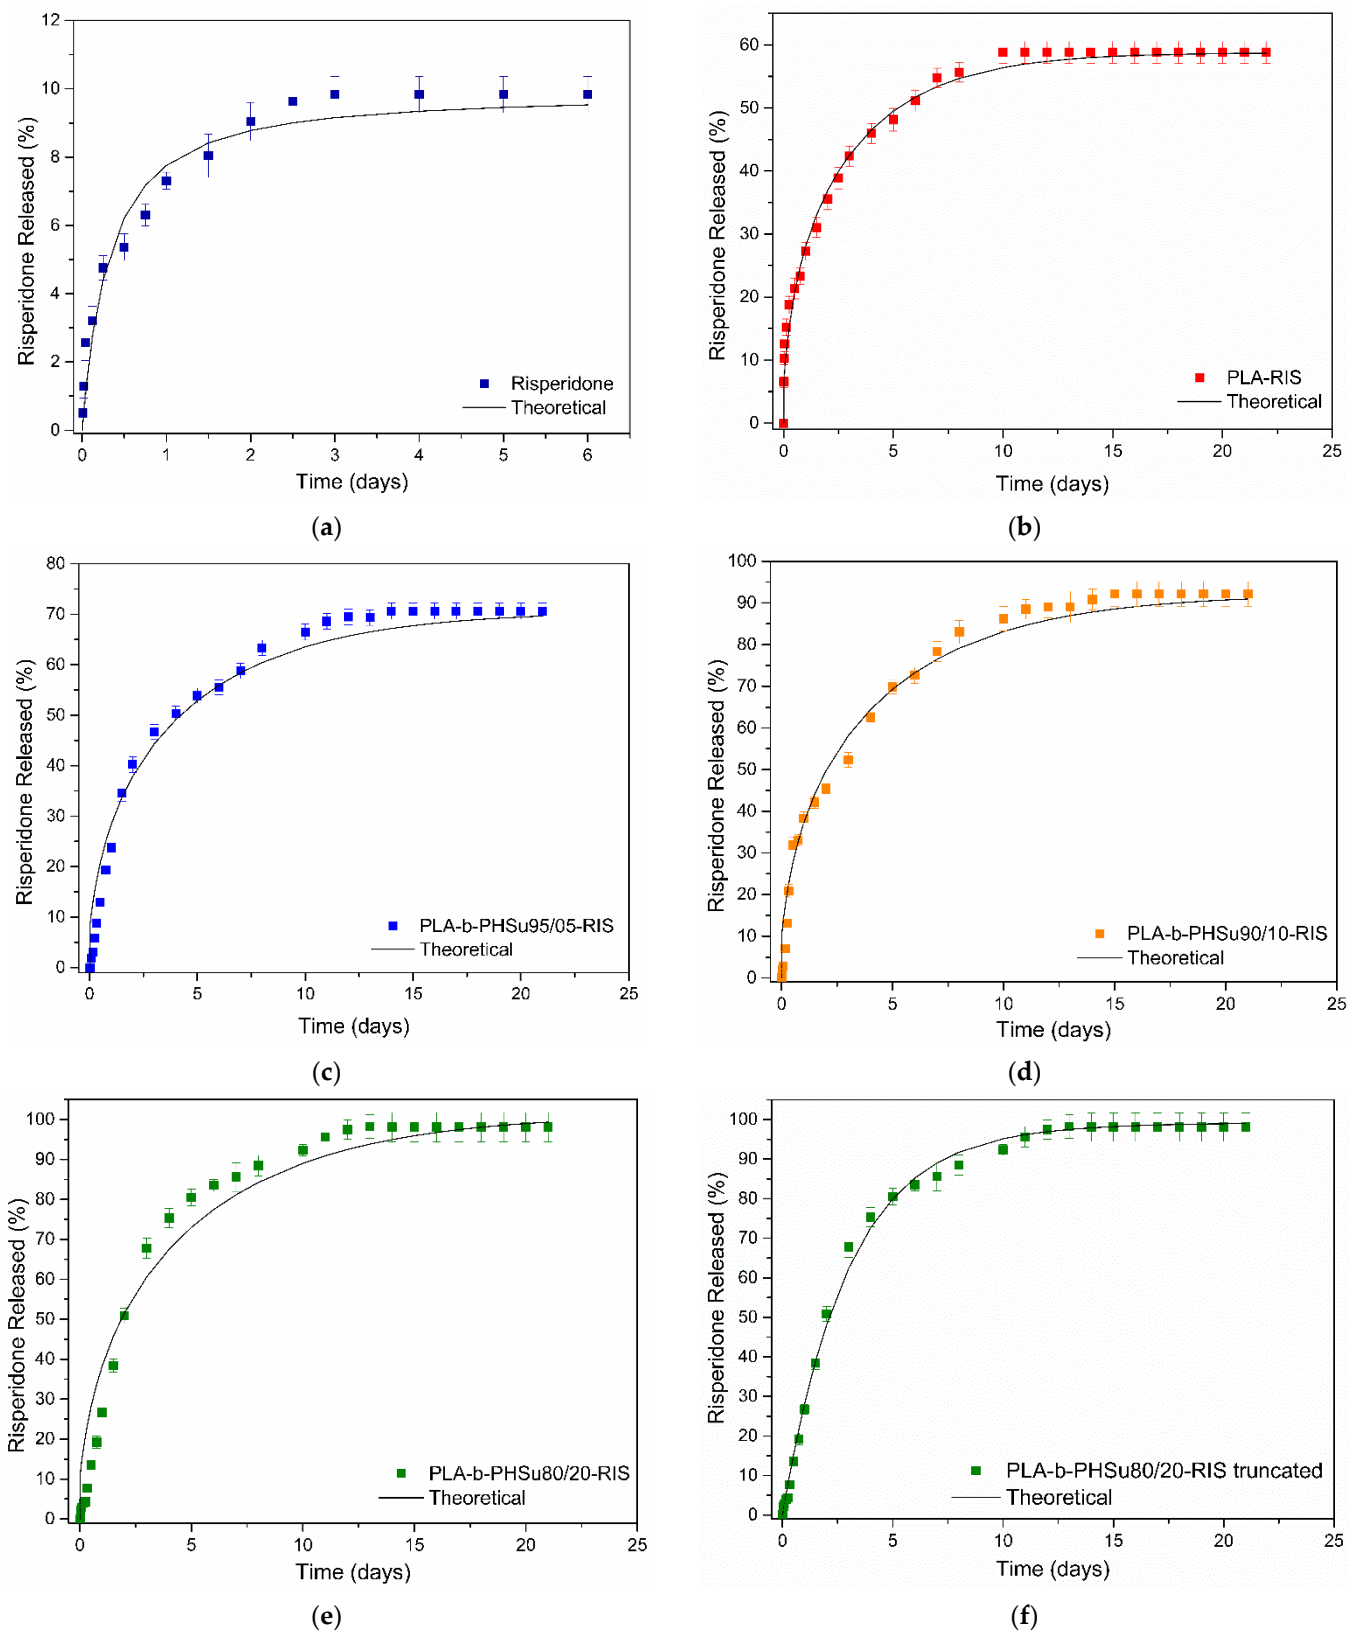 12
10
8
6
4
2
0
Risperidone Released (%)
Risperidone
Theoretical
0 1 2 3 4 5 6
Time (days)
(a)
60
50
40
30
20
10
0
Risperidone Released (%)
PLA-RIS
Theoretical
0 5 10 15 20 25
Time (days)
(b)
80
70
60
50
40
30
20
10
0
Risperidone Released (%)
PLA-b-PHSu95/05-RIS
Theoretical
0 5 10 15 20 25
Time (days)
(c)
100
90
80
70
60
50
40
30
20
10
0
Risperidone Released (%)
PLA-b-PHSu90/10-RIS
Theoretical
0 5 10 15 20 25
Time (days)
(d)
100
90
80
70
60
50
40
30
20
10
0
Risperidone Released (%)
PLA-b-PHSu80/20-RIS
Theoretical
0 5 10 15 20 25
Time (days)
(e)
100
90
80
70
60
50
40
30
20
10
0
Risperidone Released (%)
PLA-b-PHSu80/20-RIS truncated
Theoretical
0 5 10 15 20 25
Time (days)
(f)